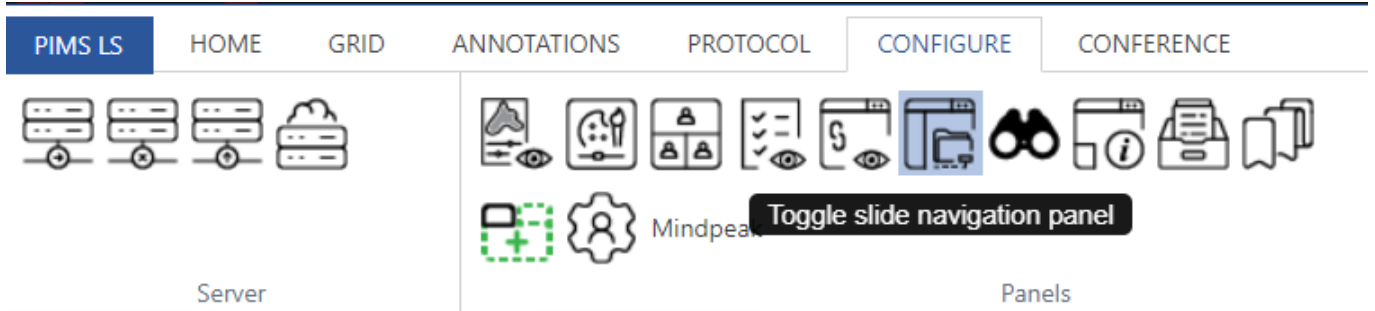 PIMS LS HOME GRID ANNOTATIONS PROTOCOL CONFIGURE CONFERENCE
Mindpea
Toggle slide navigation panel
Server Panels